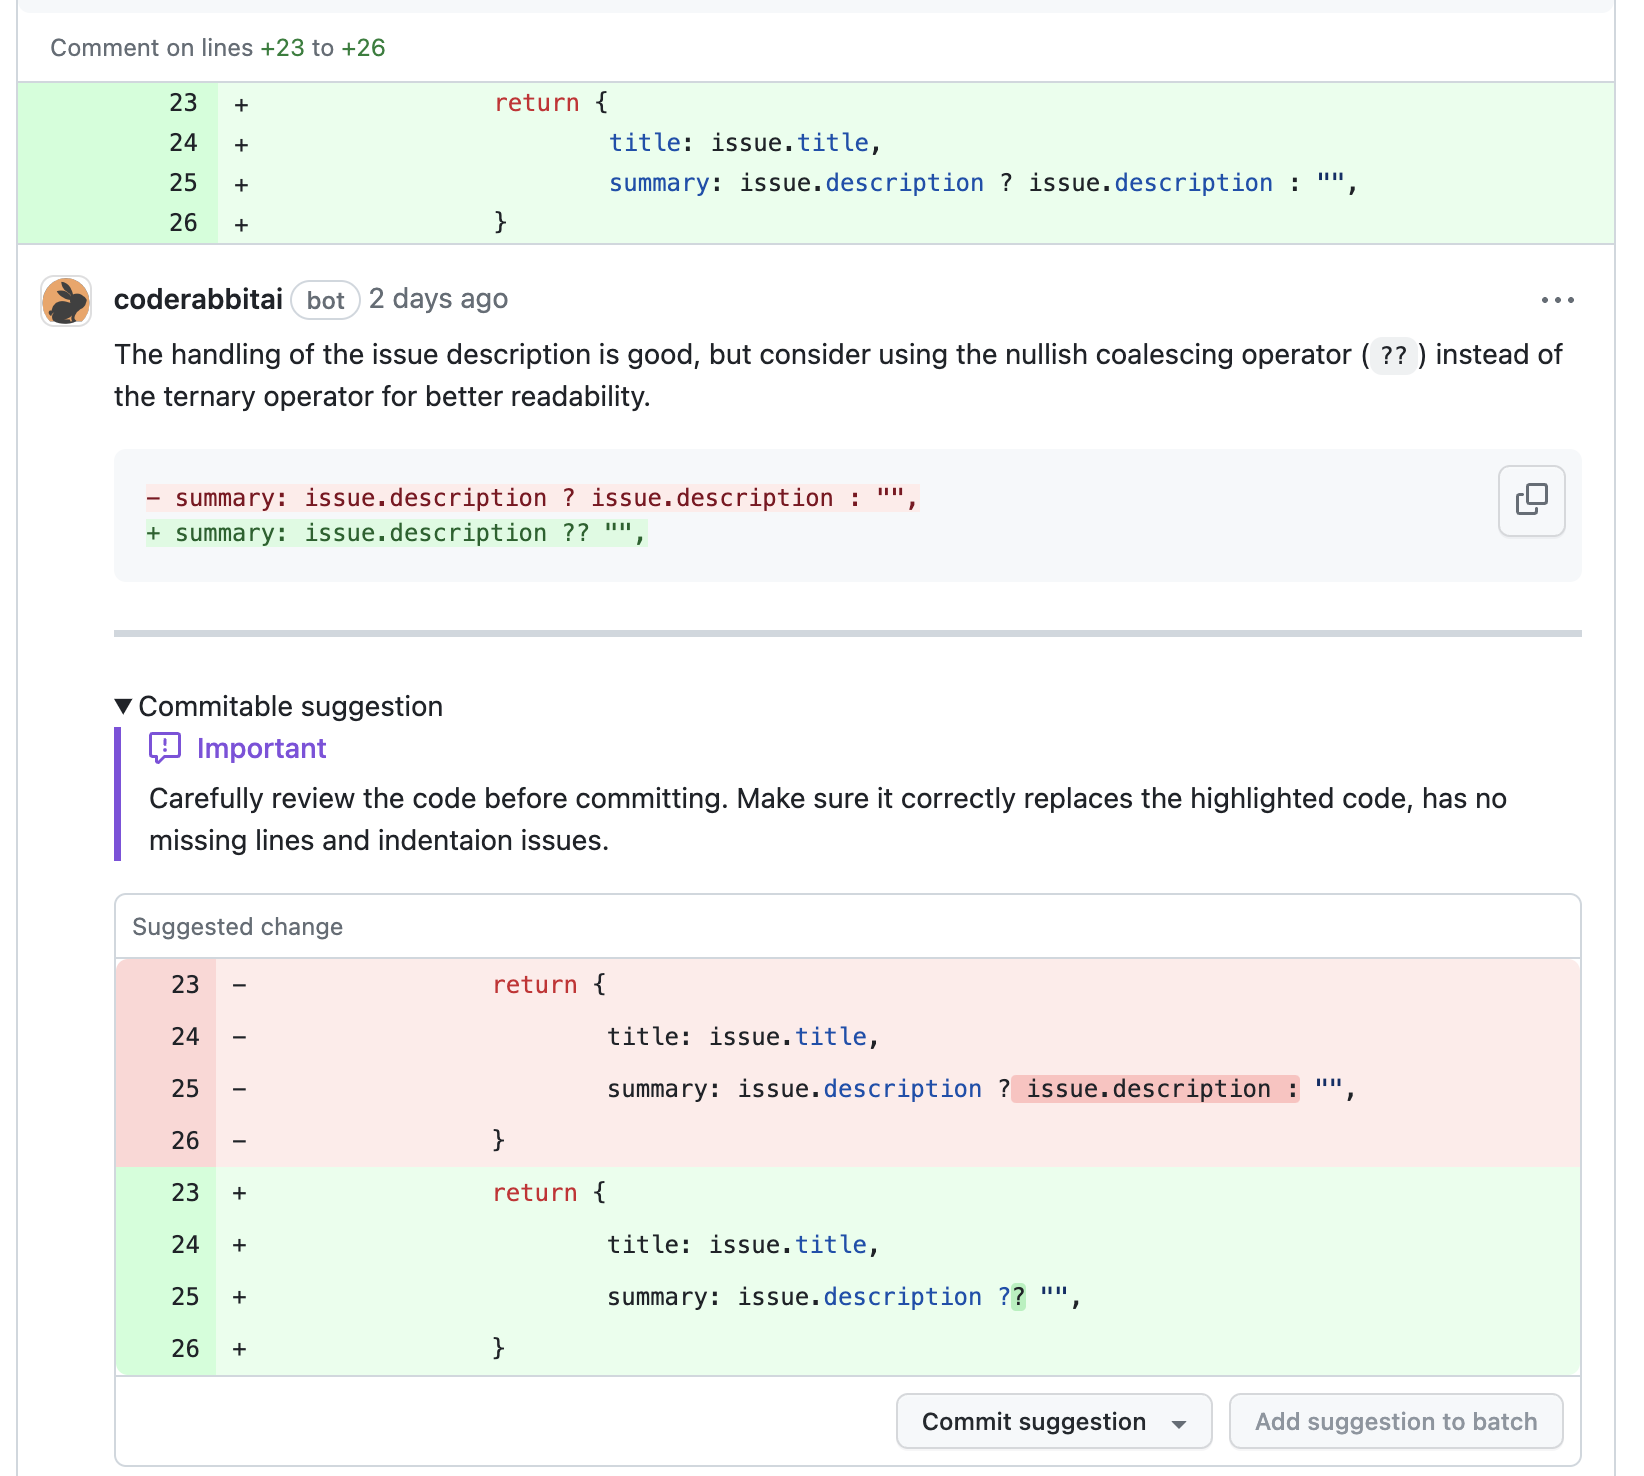 Comment on lines +23 to +26
23 + return {
24 + title: issue.title,
25 + summary: issue.description ? issue.description : "",
26 + }
coderabbitai bot 2 days ago
The handling of the issue description is good, but consider using the nullish coalescing operator ( ?? ) instead of
the ternary operator for better readability.
- summary: issue.description ? issue.description : "",
+ summary: issue.description ?? "",
Commitable suggestion
Important
Carefully review the code before committing. Make sure it correctly replaces the highlighted code, has no
missing lines and indentaion issues.
Suggested change
23 - return {
24 - title: issue.title,
25 - summary: issue.description ? issue.description : "",
26 - }
23 + return {
24 + title: issue.title,
25 + summary: issue.description ?? "",
26 + }
Commit suggestion Add suggestion to batch